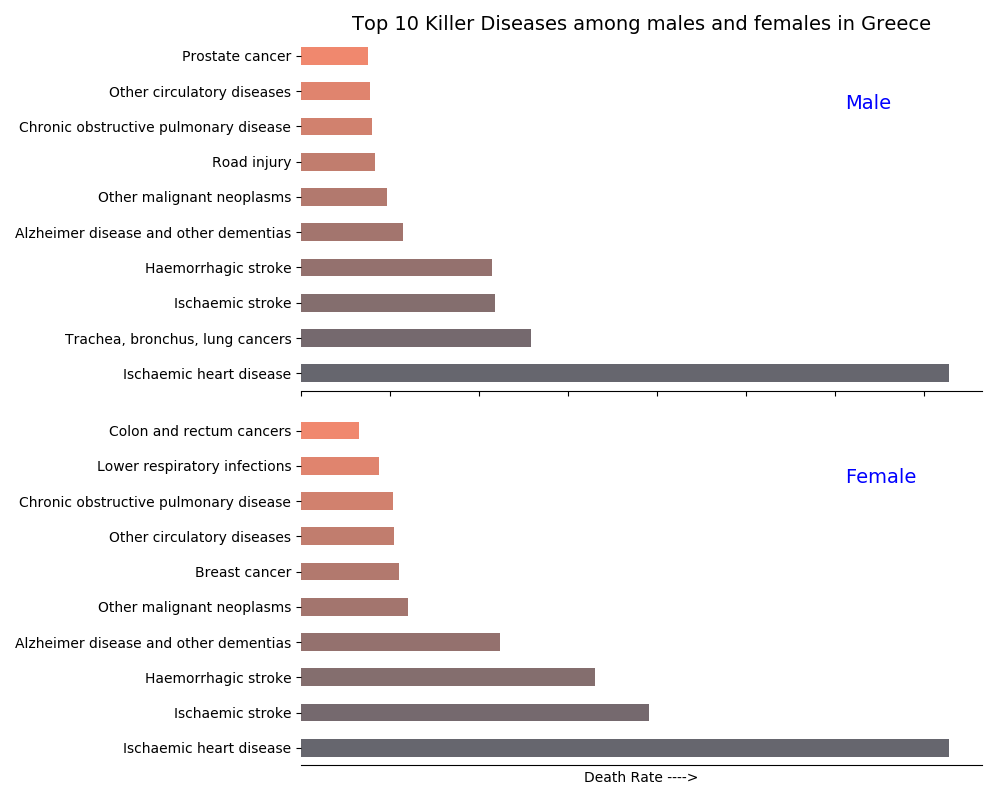 Top 10 Killer Diseases among males and females in Greece
Prostate cancer
Other circulatory diseases
Male
Chronic obstructive pulmonary disease
Road injury
Other malignant neoplasms
Alzheimer disease and other dementias
Haemorrhagic stroke
Ischaemic stroke
Trachea, bronchus, lung cancers
Ischaemic heart disease
Colon and rectum cancers
Lower respiratory infections
Female
Chronic obstructive pulmonary disease
Other circulatory diseases
Breast cancer
Other malignant neoplasms
Alzheimer disease and other dementias
Haemorrhagic stroke
Ischaemic stroke
Ischaemic heart disease
Death Rate ---->